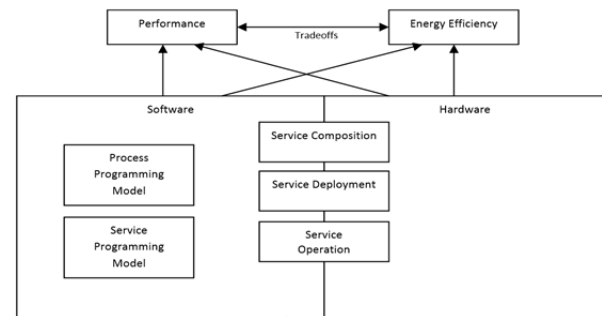 Performance
Energy Efficiency
Tradeoffs
Software
Hardware
Service Composition
Process
Programming
Model
Service Deployment
Service
Programming
Model
Service
Operation